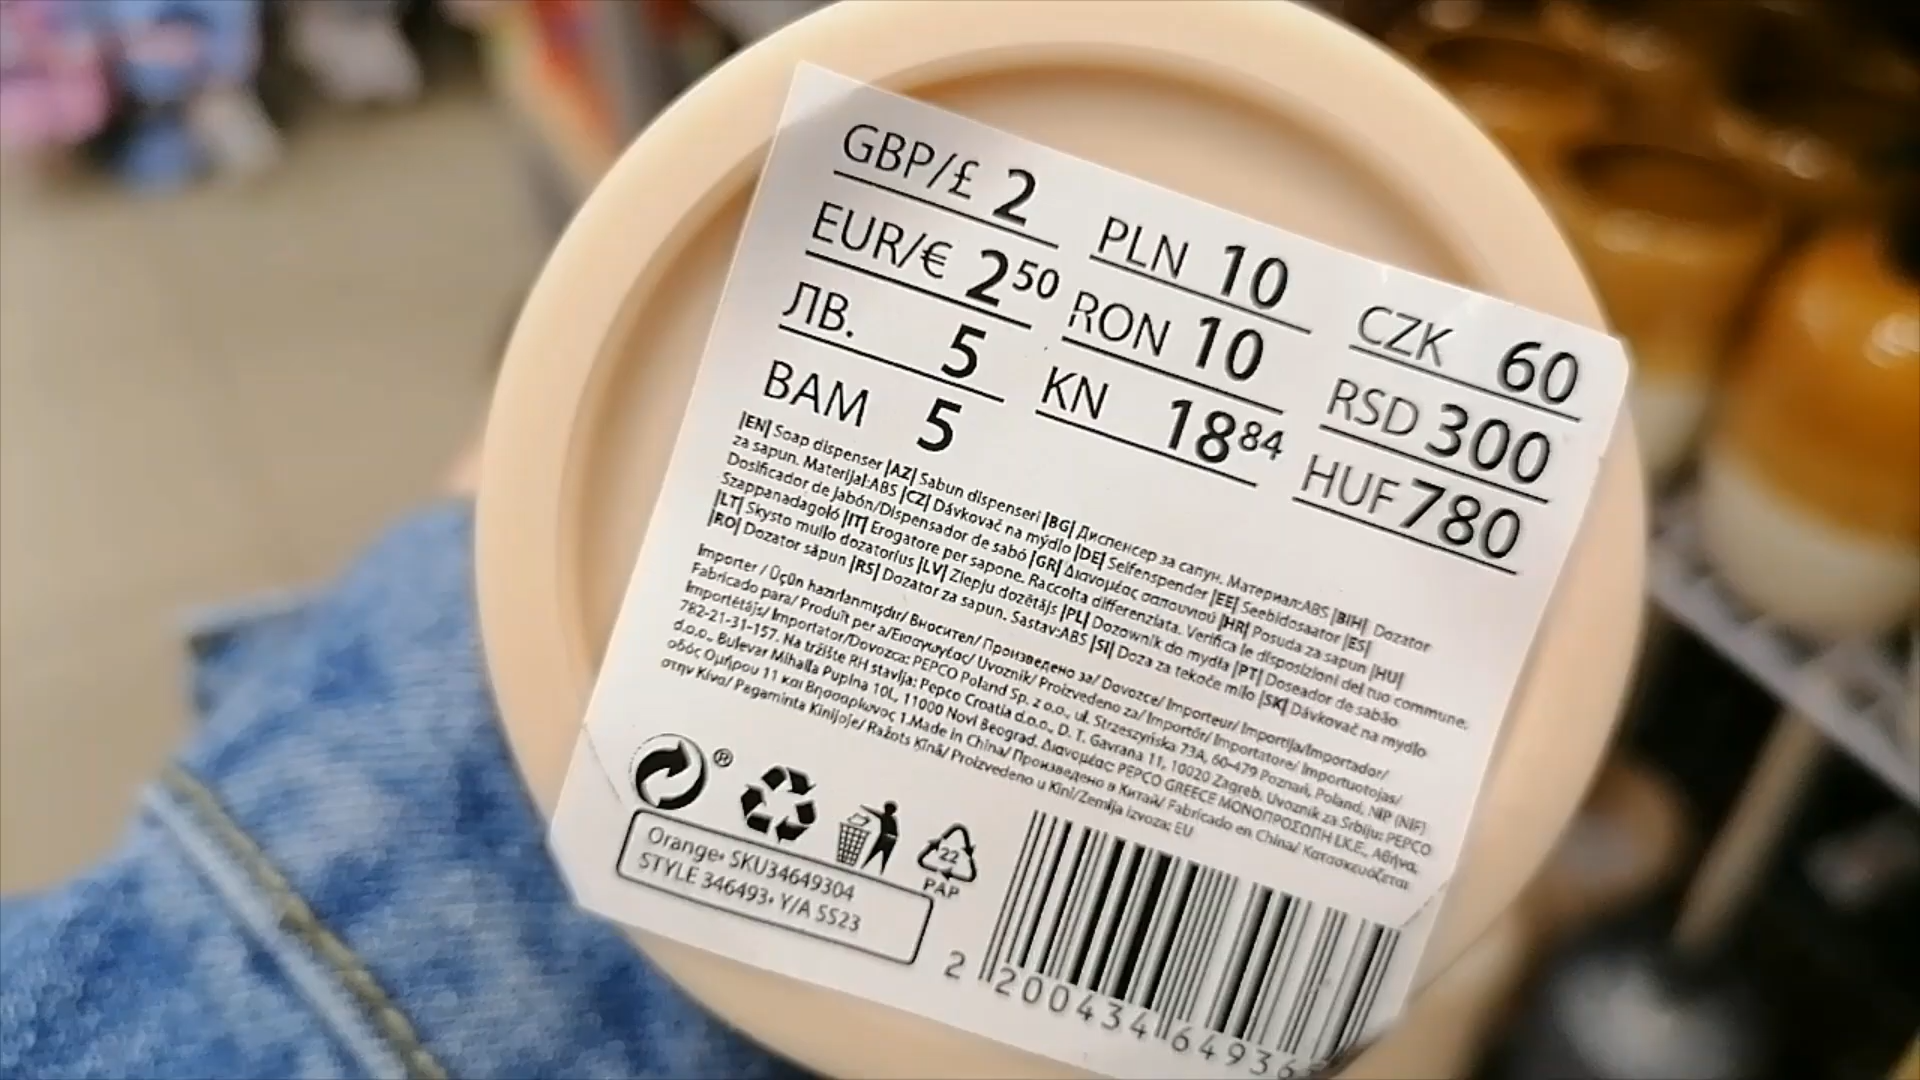 GBP/£ 2
EUR/€ 2⁵⁰
ЛВ. 5
BAM 5
PLN 10
RON 10
KN 18⁸⁴
CZK 60
RSD 300
HUF 780
|EN| Soap dispenser |AZ| Sabun dispenseri |BG| Диспенсер за сапун. Материал:ABS |BIH| Dozator
za sapun. Materijal:ABS |CZ| Dávkovač na mýdlo |DE| Seifenspender |EE| Seebidosaator |ES|
Dosificador de jabón/Dispensador de sabó |GR| Διανομέας σαπουνιού |HR| Posuda za sapun |HU|
Szappanadagoló |IT| Erogatore per sapone. Raccolta differenziata. Verifica le disposizioni del tuo comune.
|LT| Skysto muilo dozatorius |LV| Ziepju dozētājs |PL| Dozownik do mydła |PT| Doseador de sabão
|RO| Dozator săpun |RS| Dozator za sapun. Sastav:ABS |SI| Doza za tekoče milo |SK| Dávkovač na mydlo
Importer / Üçün hazırlanmışdır/ Вносител/ Произведено за/ Dovozce/ Importeur/ Importija/Importador/
Fabricado para/ Produït per a/Εισαγωγέας/ Uvoznik/ Proizvedeno za/ Importőr/ Importatore/ Importuotojas/
Importētājs/ Importator/Dovozca: PEPCO Poland Sp. z o.o., ul. Strzeszyńska 73A, 60-479 Poznań, Poland, NIP (NIF)
782-21-31-157. Na tržište RH stavlja: Pepco Croatia d.o.o., D. T. Gavrana 11, 10020 Zagreb. Uvoznik za Srbiju: PEPCO
d.o.o., Bulevar Mihaila Pupina 10L, 11000 Novi Beograd. Διανομέας: PEPCO GREECE ΜΟΝΟΠΡΟΣΩΠΗ Ι.Κ.Ε., Αθήνα,
οδός Ομήρου 11 και Βησσαρίωνος 1.Made in China/ Произведено в Китай/ Fabricado en China/ Κατασκευάζεται
στην Κίνα/ Pagaminta Kinijoje/ Ražots Ķīnā/ Proizvedeno u Kini/Zemlja izvoza: EU
®
22
PAP
Orange• SKU34649304
STYLE 346493• Y/A SS23
2 200434 64936